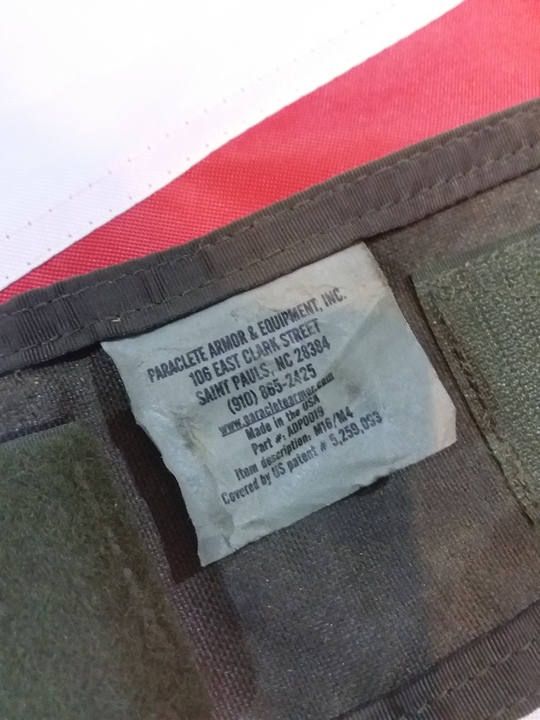 PARACLETE ARMOR & EQUIPMENT, INC.
106 EAST CLARK STREET
SAINT PAULS, NC 28384
(910) 865-2425
www.paracletearmor.com
Made in the USA
Part #: ADP0019
Item description: M16/M4
Covered by US patent # 5,259,093